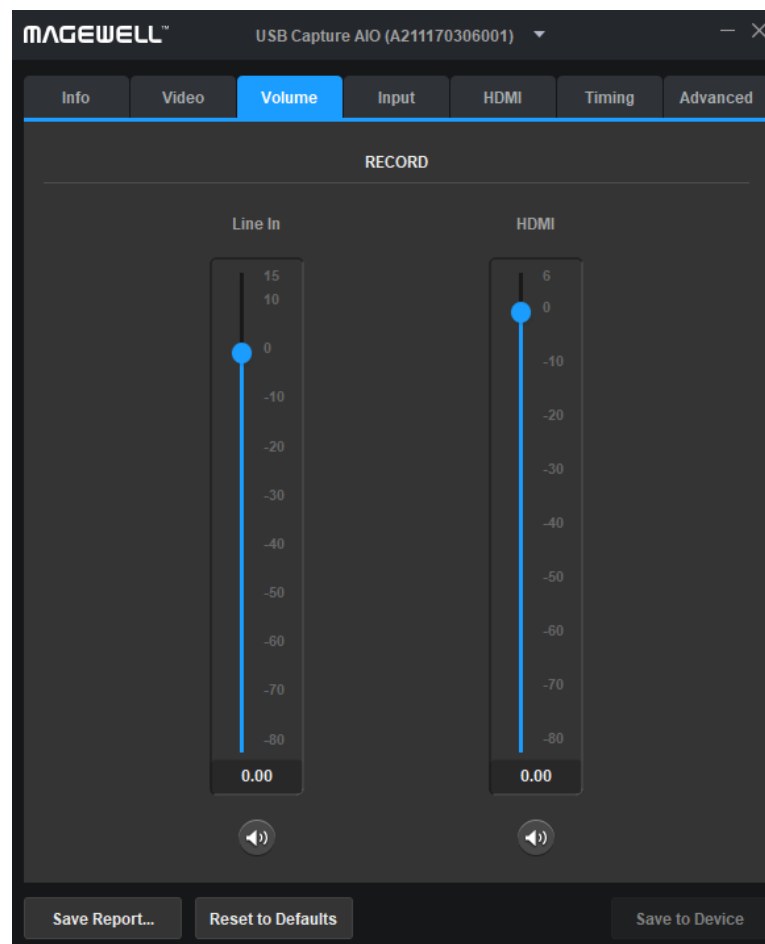 MAGEWELL™ USB Capture AIO (A211170306001)
Info Video Volume Input HDMI Timing Advanced
RECORD
Line In HDMI
15 6
10
0 0
-10 -10
-20 -20
-30 -30
-40 -40
-50 -50
-60 -60
-70 -70
-80 -80
0.00 0.00
Save Report... Reset to Defaults Save to Device